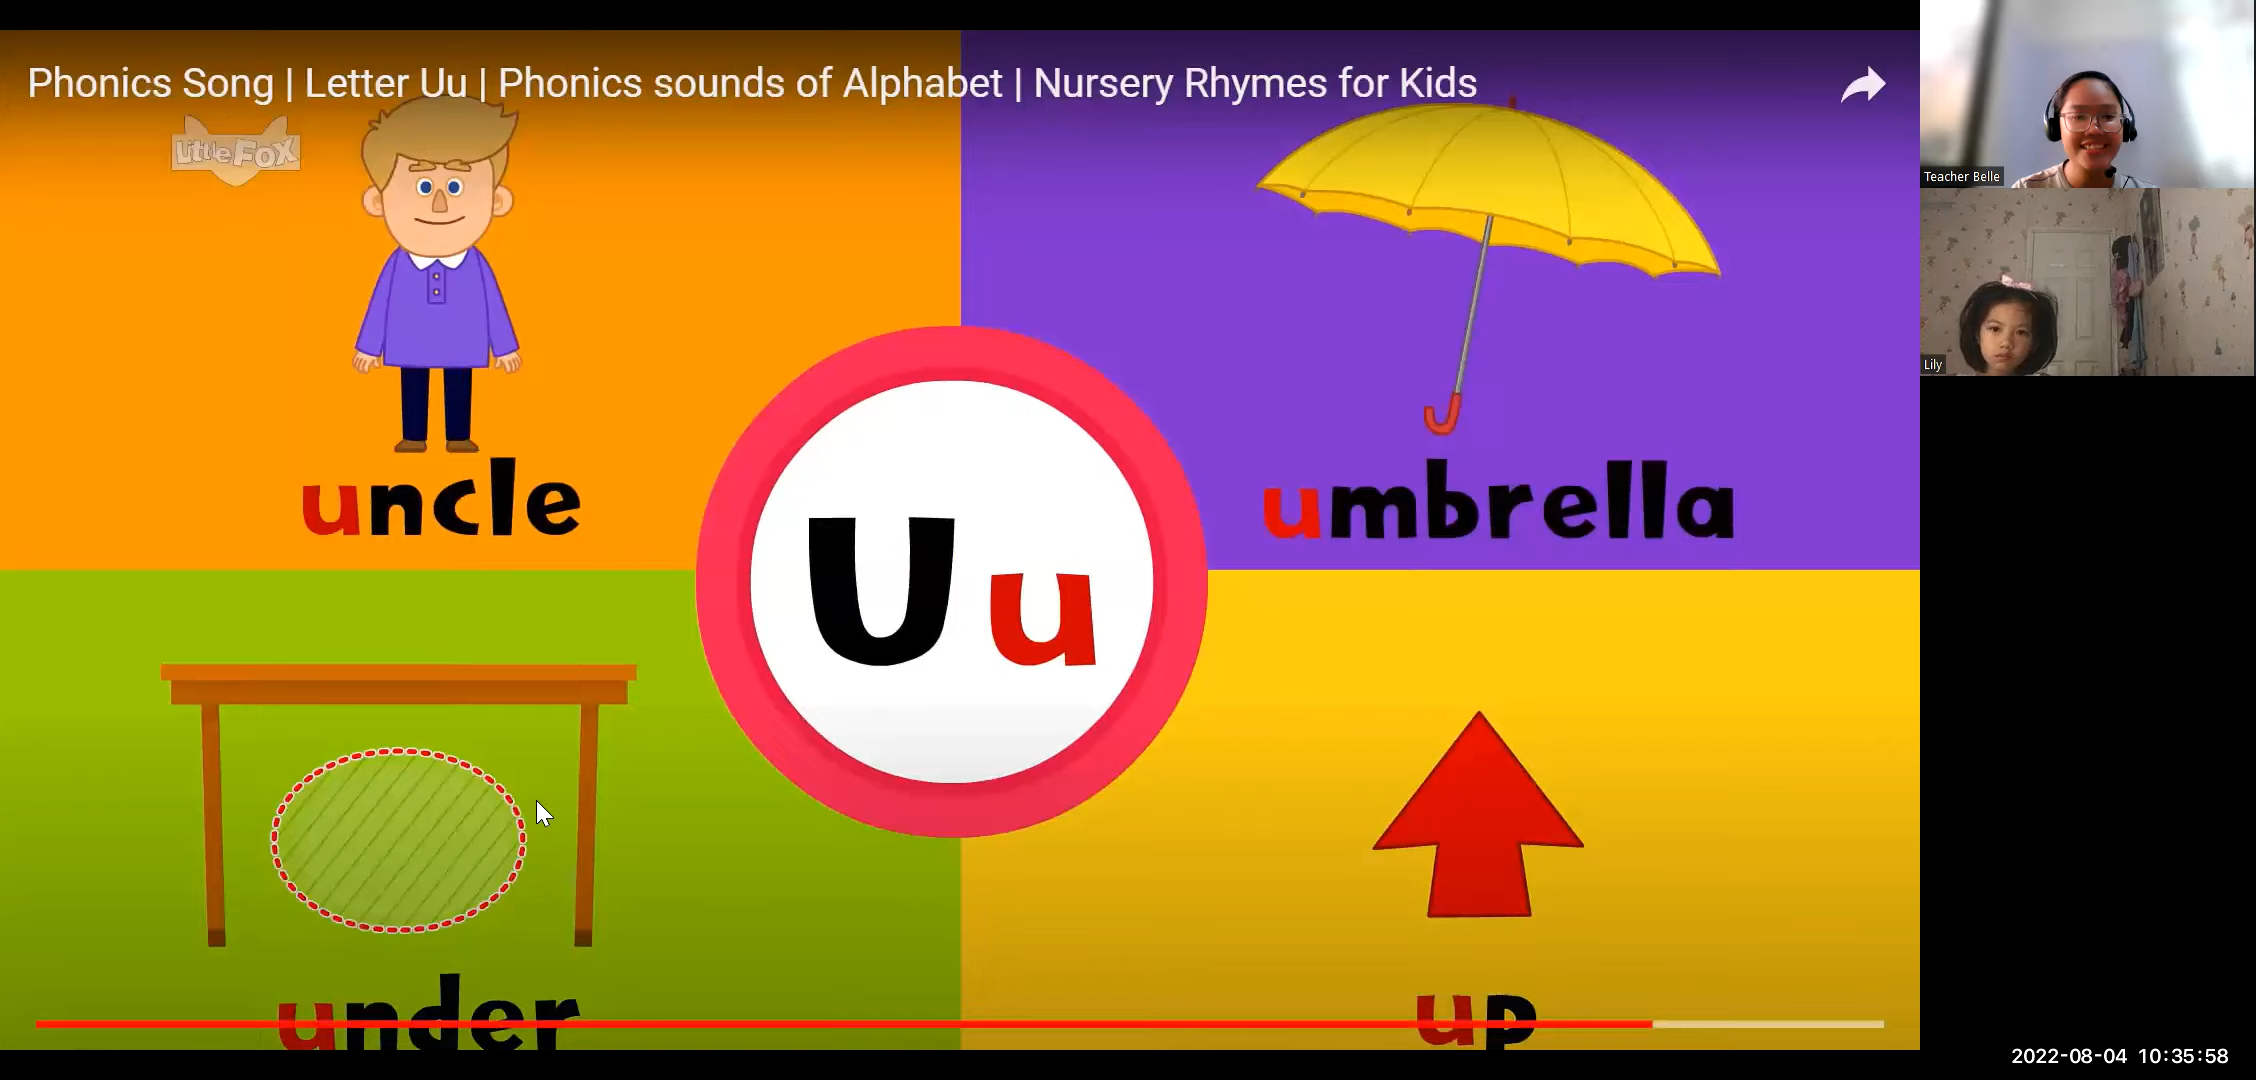 Phonics Song | Letter Uu | Phonics sounds of Alphabet | Nursery Rhymes for Kids
Little Fox
uncle
umbrella
U u
under
up
Teacher Belle
Lily
2022-08-04 10:35:58